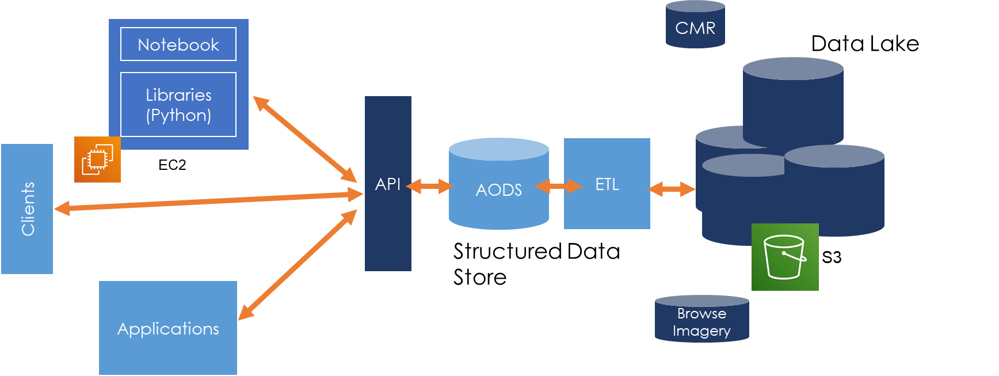 Notebook
Libraries
(Python)
EC2
Clients
Applications
API
AODS
Structured Data
Store
ETL
CMR
Data Lake
S3
Browse
Imagery